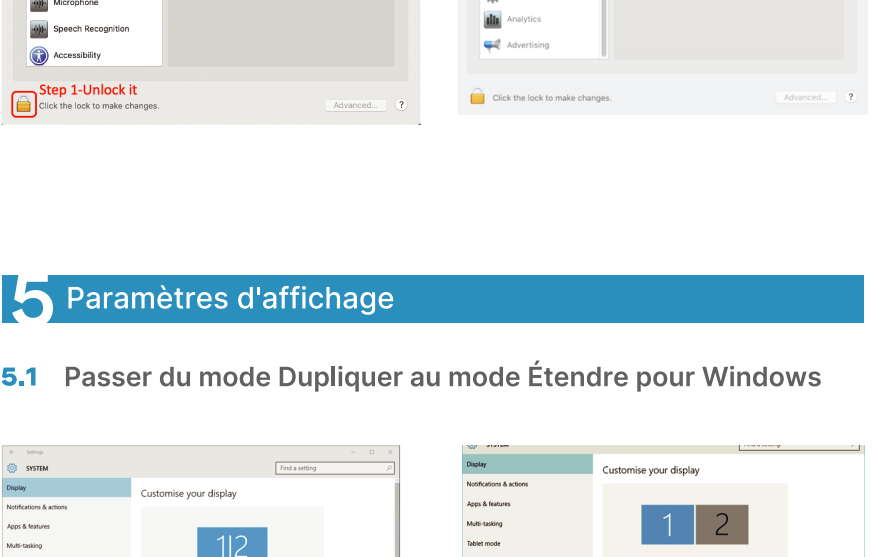 Microphone
Speech Recognition
Accessibility
Step 1-Unlock it
Click the lock to make changes.
Advanced...
?
Analytics
Advertising
Click the lock to make changes.
Advanced...
?
5 Paramètres d'affichage
5.1 Passer du mode Dupliquer au mode Étendre pour Windows
Settings
SYSTEM
Find a setting
Display
Notifications & actions
Apps & features
Multi-tasking
Customise your display
1|2
SYSTEM
Display
Notifications & actions
Apps & features
Multi-tasking
Tablet mode
Customise your display
1 2